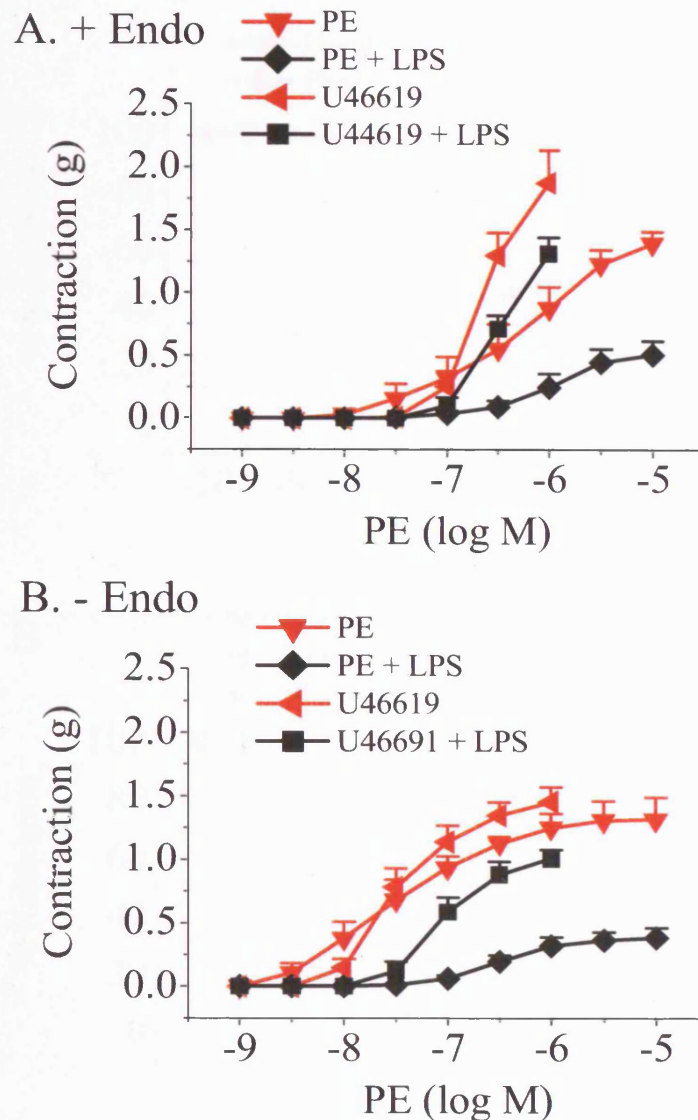 A. + Endo
PE
PE + LPS
U46619
U44619 + LPS
2.5
2.0
1.5
1.0
0.5
0.0
Contraction (g)
-9 -8 -7 -6 -5
PE (log M)
B. - Endo
PE
PE + LPS
U46619
U46691 + LPS
2.5
2.0
1.5
1.0
0.5
0.0
Contraction (g)
-9 -8 -7 -6 -5
PE (log M)